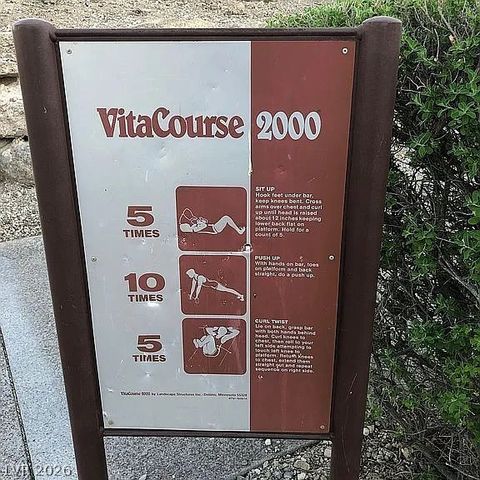 VitaCourse 2000
5
TIMES
SIT UP
Hook feet under bar,
keep knees bent. Cross
arms over chest and curl
up until head is raised
about 12 inches keeping
lower back flat on
platform. Hold for a
count of 5.
10
TIMES
PUSH UP
With hands on bar, toes
on platform and back
straight, do a push up.
5
TIMES
CURL TWIST
Lie on back, grasp bar
with both hands behind
head. Curl knees to
chest, then roll to your
left side attempting to
touch left knee to
platform. Return knees
to chest, extend them
straight out and repeat
sequence on right side.
by Landscape Structures Inc.
LVR 2026